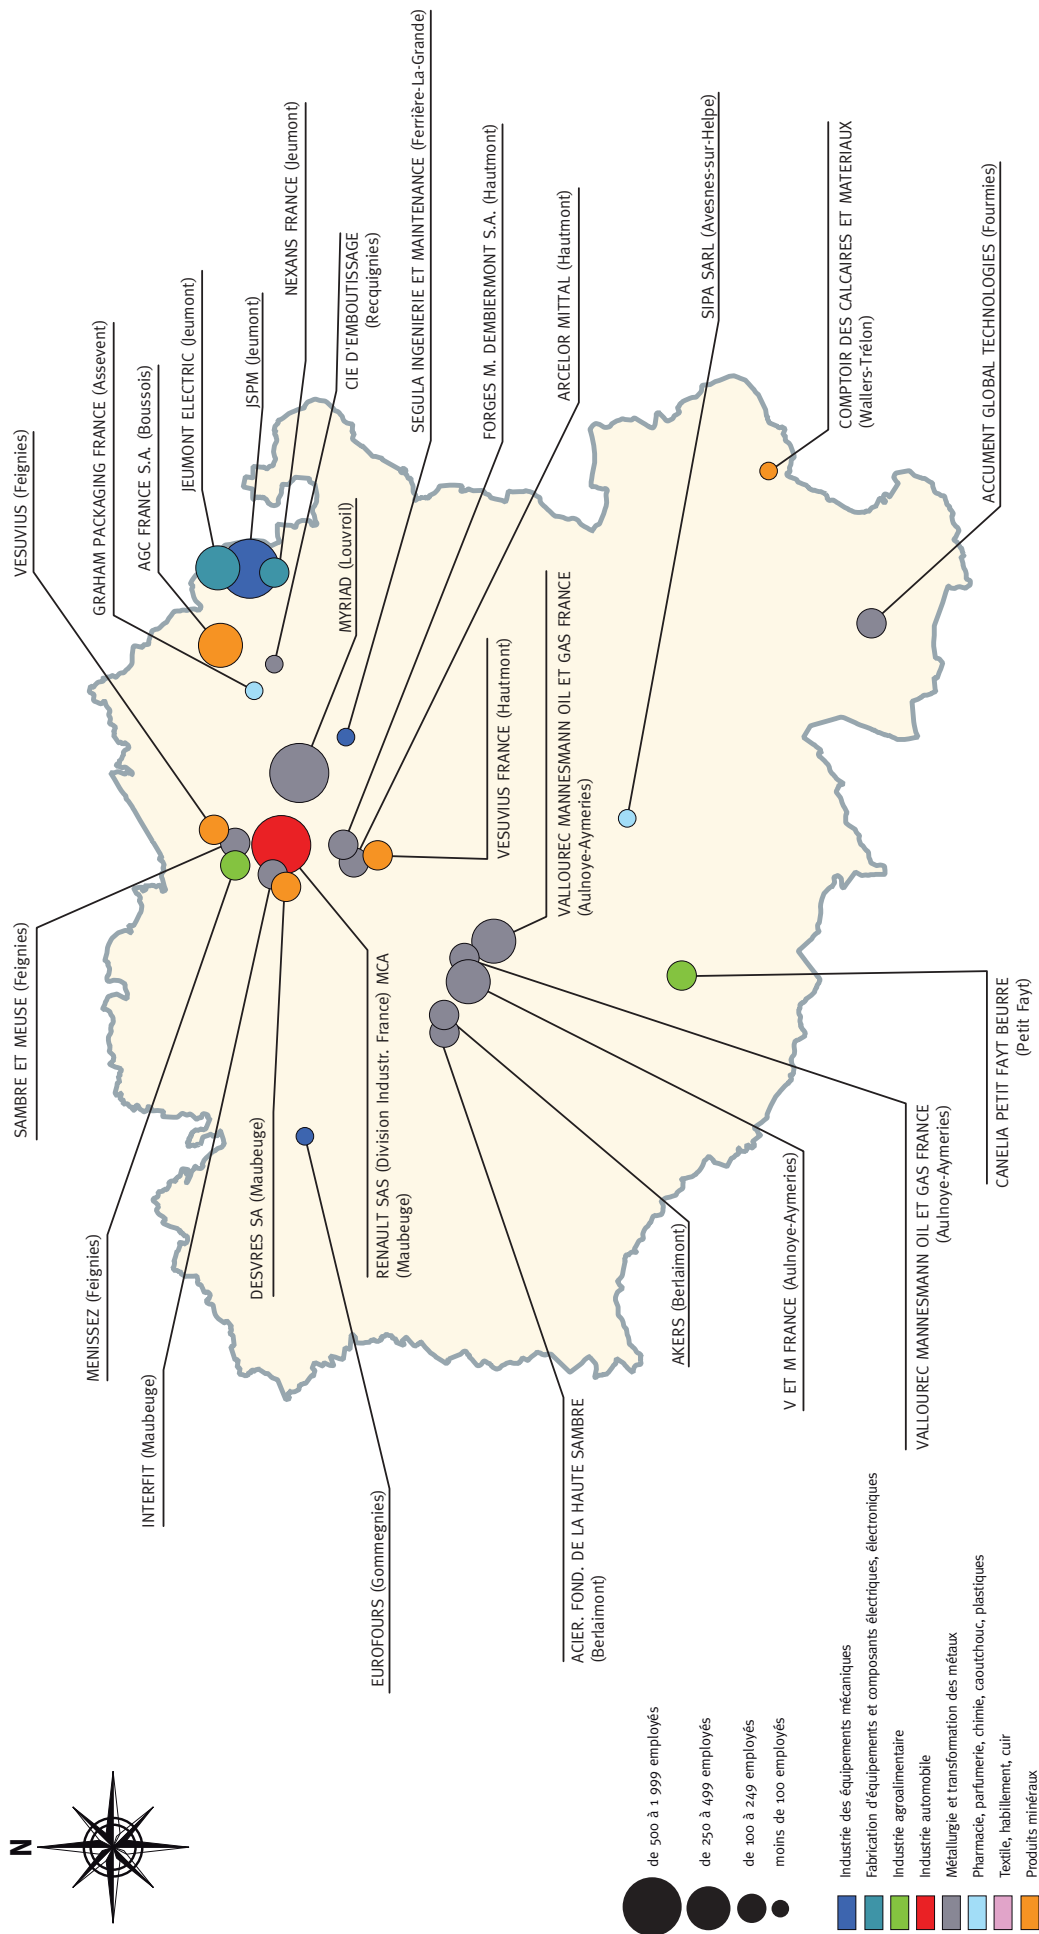 SAMBRE ET MEUSE (Feignies)
VESUVIUS (Feignies)
GRAHAM PACKAGING FRANCE (Assevent)
AGC FRANCE S.A. (Boussois)
JEUMONT ELECTRIC (Jeumont)
JSPM (Jeumont)
NEXANS FRANCE (Jeumont)
CIE D'EMBOUTISSAGE
(Recquignies)
MYRIAD (Louvroil)
SEGULA INGENIERIE ET MAINTENANCE (Ferrière-La-Grande)
FORGES M. DEMBIERMONT S.A. (Hautmont)
ARCELOR MITTAL (Hautmont)
VESUVIUS FRANCE (Hautmont)
VALLOUREC MANNESMANN OIL ET GAS FRANCE
(Aulnoye-Aymeries)
SIPA SARL (Avesnes-sur-Helpe)
COMPTOIR DES CALCAIRES ET MATERIAUX
(Wallers-Trélon)
ACCUMENT GLOBAL TECHNOLOGIES (Fourmies)
MENISSEZ (Feignies)
INTERFIT (Maubeuge)
DESVRES SA (Maubeuge)
RENAULT SAS (Division Industr. France) MCA
(Maubeuge)
EUROFOURS (Gommegnies)
ACIER. FOND. DE LA HAUTE SAMBRE
(Berlaimont)
AKERS (Berlaimont)
V ET M FRANCE (Aulnoye-Aymeries)
VALLOUREC MANNESMANN OIL ET GAS FRANCE
(Aulnoye-Aymeries)
CANELIA PETIT FAYT BEURRE
(Petit Fayt)
N
de 500 à 1 999 employés
de 250 à 499 employés
de 100 à 249 employés
moins de 100 employés
Industrie des équipements mécaniques
Fabrication d'équipements et composants électriques, électroniques
Industrie agroalimentaire
Industrie automobile
Métallurgie et transformation des métaux
Pharmacie, parfumerie, chimie, caoutchouc, plastiques
Textile, habillement, cuir
Produits minéraux